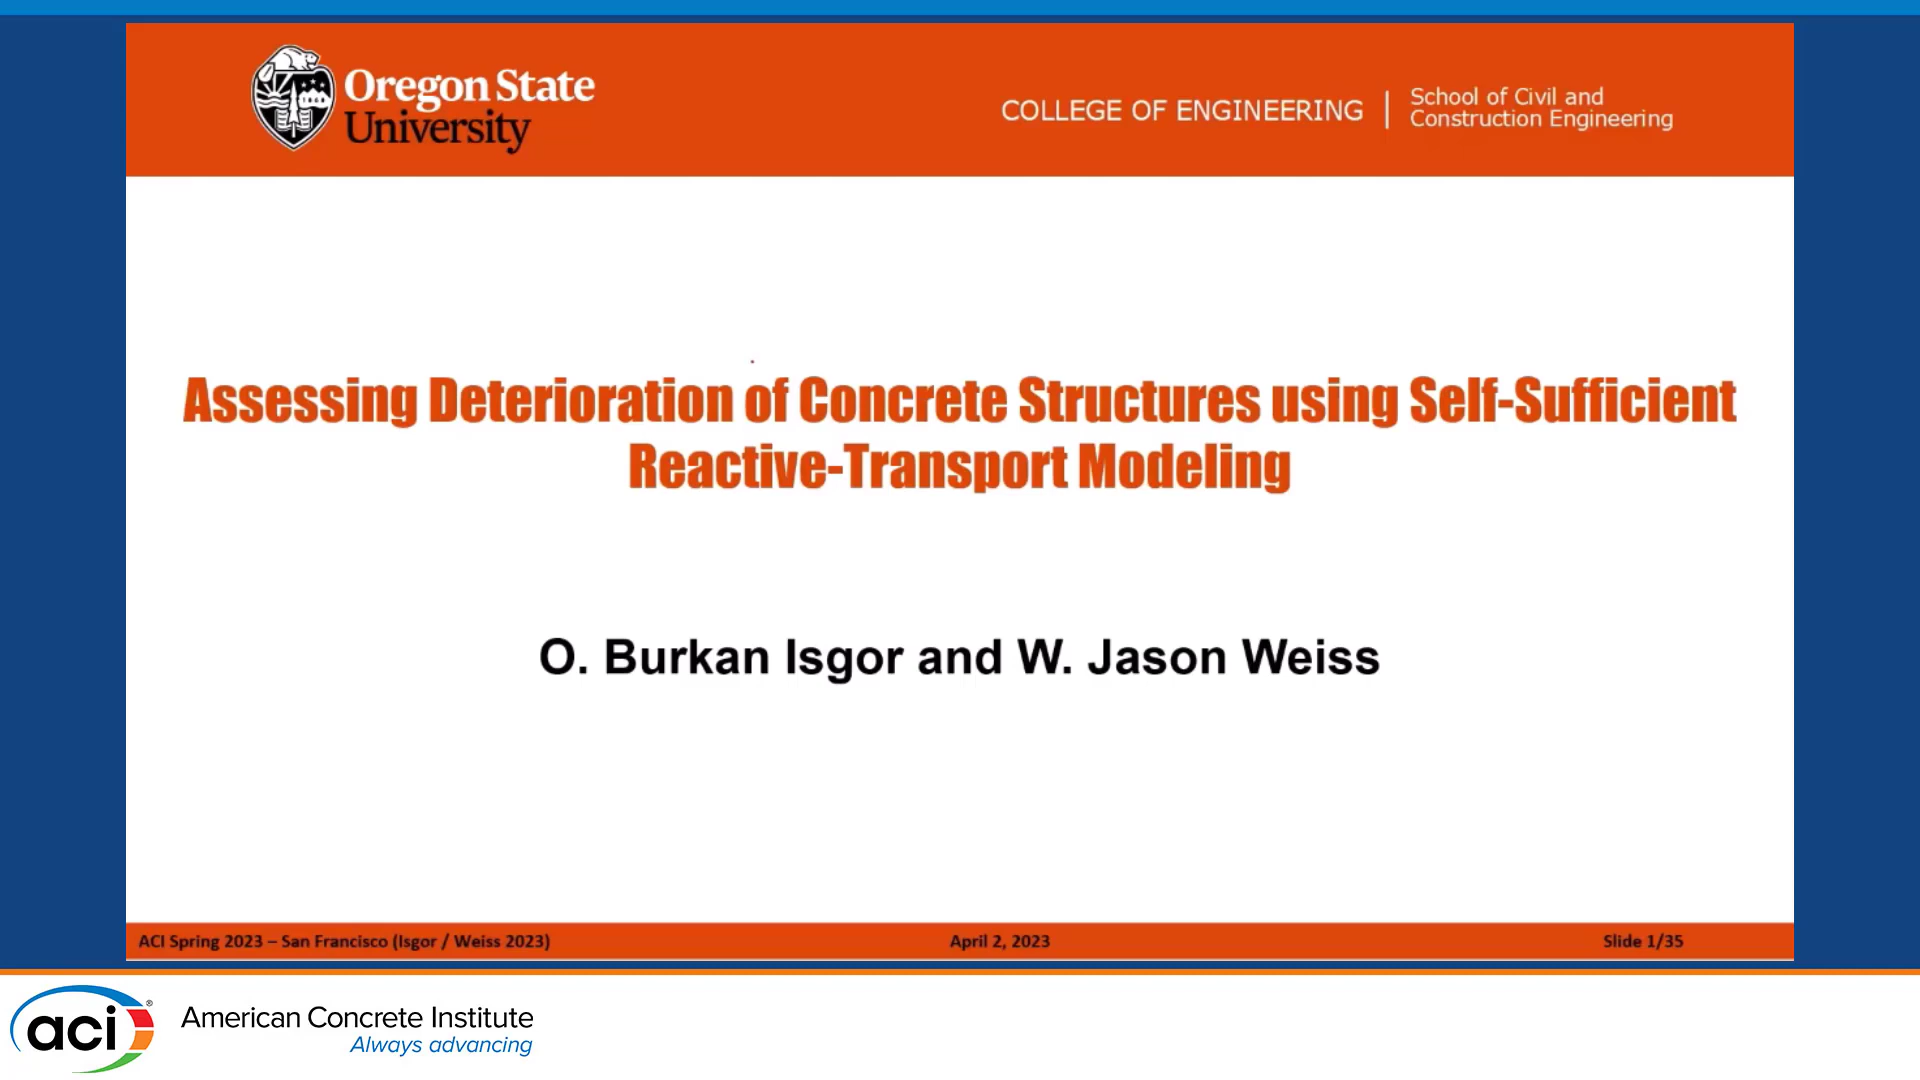 Oregon State
University
COLLEGE OF ENGINEERING
School of Civil and
Construction Engineering
Assessing Deterioration of Concrete Structures using Self-Sufficient
Reactive-Transport Modeling
O. Burkan Isgor and W. Jason Weiss
ACI Spring 2023 – San Francisco (Isgor / Weiss 2023)
April 2, 2023
Slide 1/35
aci®
American Concrete Institute
Always advancing